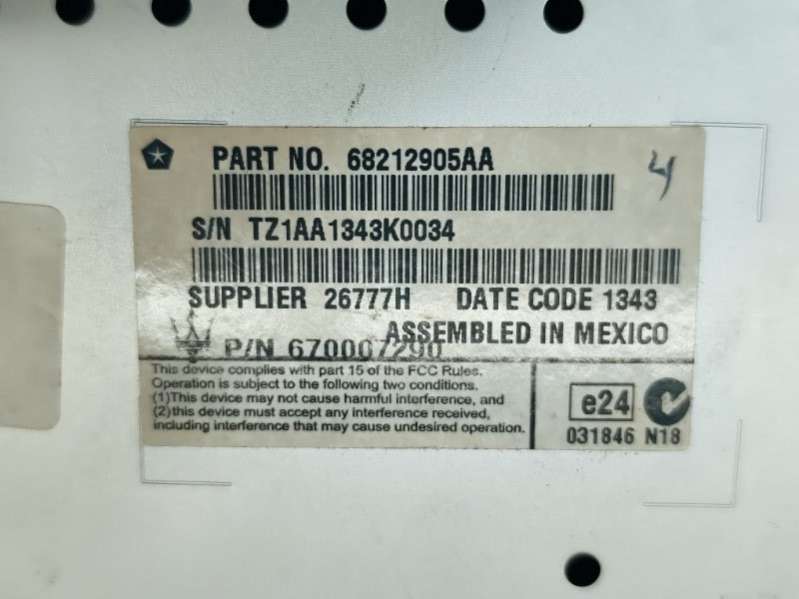 PART NO. 68212905AA
4
S/N TZ1AA1343K0034
SUPPLIER 26777H DATE CODE 1343
ASSEMBLED IN MEXICO
P/N 670007290
This device complies with part 15 of the FCC Rules.
Operation is subject to the following two conditions.
(1)This device may not cause harmful interference, and
(2)this device must accept any interference received,
including interference that may cause undesired operation.
e24
031846 N18